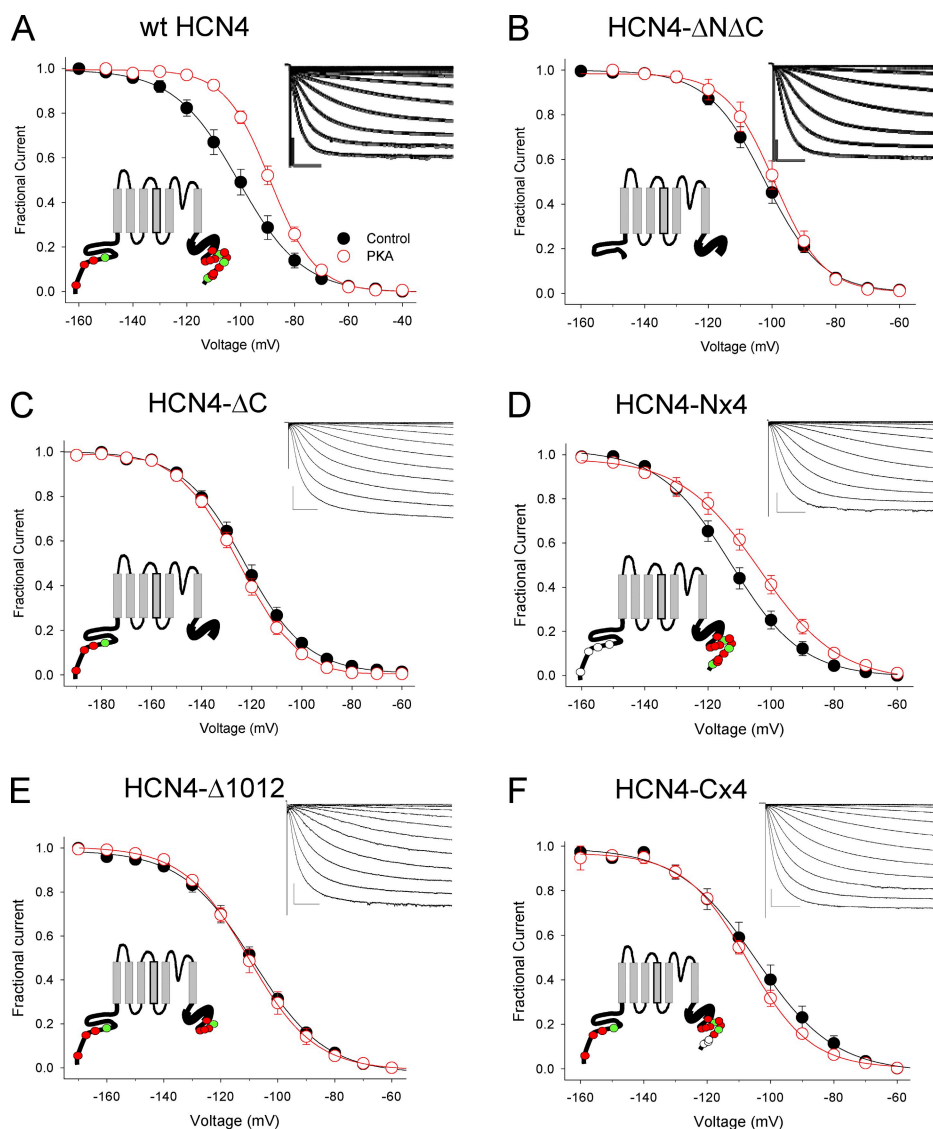 A
wt HCN4
Fractional Current
1.0
0.8
0.6
0.4
0.2
0.0
Control
PKA
-160 -140 -120 -100 -80 -60 -40
Voltage (mV)
B
HCN4-ΔNΔC
Fractional Current
1.0
0.8
0.6
0.4
0.2
0.0
-160 -140 -120 -100 -80 -60
Voltage (mV)
C
HCN4-ΔC
Fractional Current
1.0
0.8
0.6
0.4
0.2
0.0
-180 -160 -140 -120 -100 -80 -60
Voltage (mV)
D
HCN4-Nx4
Fractional Current
1.0
0.8
0.6
0.4
0.2
0.0
-160 -140 -120 -100 -80 -60
Voltage (mV)
E
HCN4-Δ1012
Fractional current
1.0
0.8
0.6
0.4
0.2
0.0
-160 -140 -120 -100 -80 -60
Voltage (mV)
F
HCN4-Cx4
Fractional Current
1.0
0.8
0.6
0.4
0.2
0.0
-160 -140 -120 -100 -80 -60
Voltage (mV)